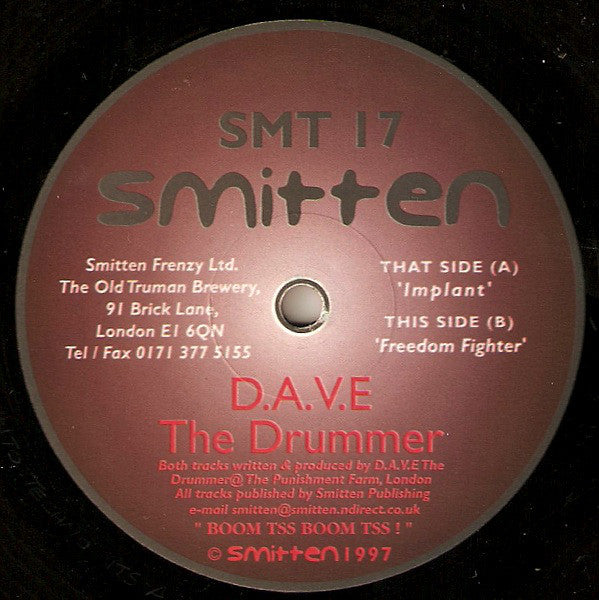 SMT 17
smitten
Smitten Frenzy Ltd.
The Old Truman Brewery,
91 Brick Lane,
London E1 6QN
Tel / Fax 0171 377 5155
THAT SIDE (A)
'Implant'
THIS SIDE (B)
'Freedom Fighter'
D.A.V.E
The Drummer
Both tracks written & produced by D.A.V.E The
Drummer@ The Punishment Farm, London
All tracks published by Smitten Publishing
e-mail smitten@smitten.ndirect.co.uk
" BOOM TSS BOOM TSS ! "
© smitten 1997